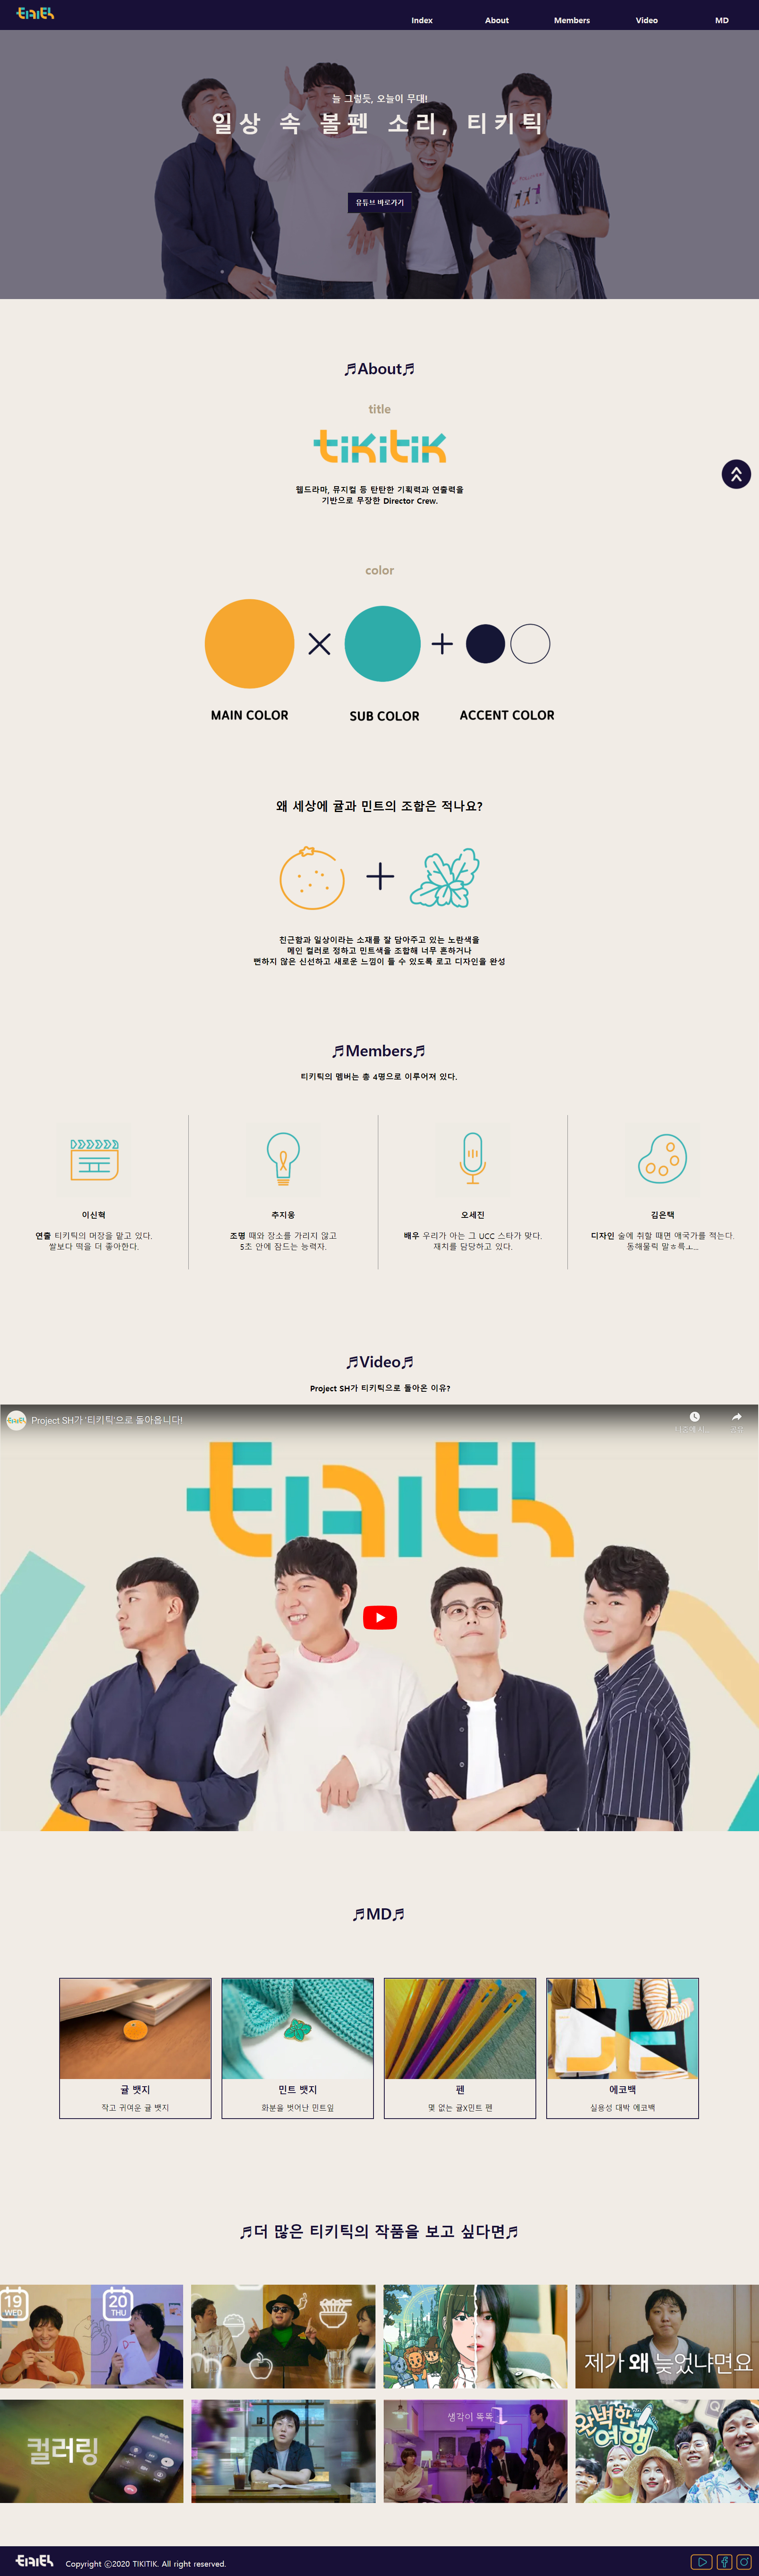 티키틱
Index
About
Members
Video
MD
늘 그렇듯, 오늘이 무대!
일상 속 볼펜 소리, 티키틱
유튜브 바로가기
♬About♬
title
tikitik
웹드라마, 뮤지컬 등 탄탄한 기획력과 연출력을
기반으로 무장한 Director Crew.
color
MAIN COLOR
SUB COLOR
ACCENT COLOR
왜 세상에 귤과 민트의 조합은 적나요?
친근함과 일상이라는 소재를 잘 담아주고 있는 노란색을
메인 컬러로 정하고 민트색을 조합해 너무 흔하거나
뻔하지 않은 신선하고 새로운 느낌이 들 수 있도록 로고 디자인을 완성
♬Members♬
티키틱의 멤버는 총 4명으로 이루어져 있다.
이신혁
연출 티키틱의 머장을 맡고 있다.
쌀보다 떡을 더 좋아한다.
추지웅
조명 때와 장소를 가리지 않고
5초 안에 잠드는 능력자.
오세진
배우 우리가 아는 그 UCC 스타가 맞다.
재치를 담당하고 있다.
김은택
디자인 술에 취할 때면 애국가를 적는다.
동해물릭 말ㅎ륵ㅗ...
♬Video♬
Project SH가 티키틱으로 돌아온 이유?
Project SH가 '티키틱'으로 돌아옵니다!
티키틱
♬MD♬
귤 뱃지
작고 귀여운 귤 뱃지
민트 뱃지
화분을 벗어난 민트잎
펜
몇 없는 귤X민트 펜
에코백
실용성 대박 에코백
♬더 많은 티키틱의 작품을 보고 싶다면♬
19
WED
20
THU
제가 왜 늦었냐면요
컬러링
생각이 똑똑
완벽한
여행
티키틱
Copyright ⓒ2020 TIKITIK. All right reserved.